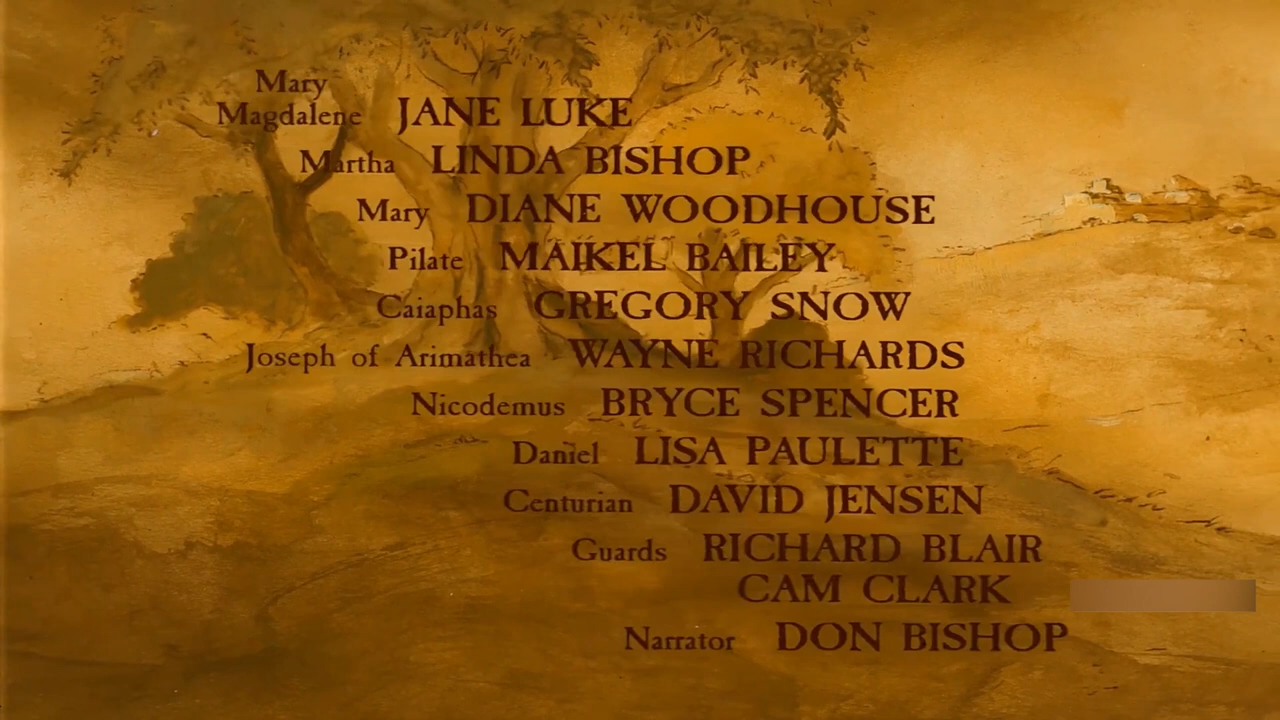 Mary
Magdalene JANE LUKE
Martha LINDA BISHOP
Mary DIANE WOODHOUSE
Pilate MAIKEL BAILEY
Caiaphas GREGORY SNOW
Joseph of Arimathea WAYNE RICHARDS
Nicodemus BRYCE SPENCER
Daniel LISA PAULETTE
Centurian DAVID JENSEN
Guards RICHARD BLAIR
CAM CLARK
Narrator DON BISHOP